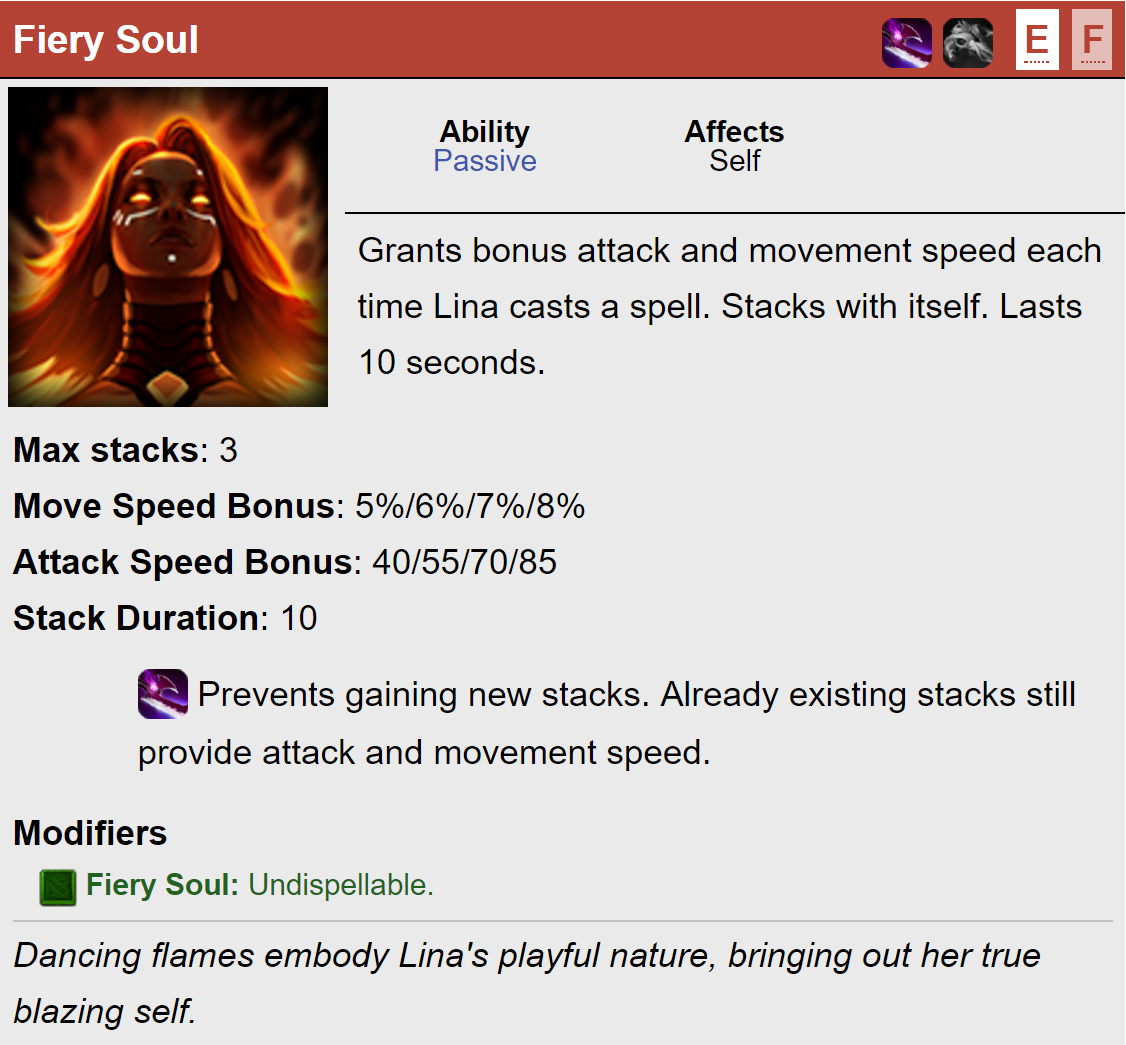 Fiery Soul E F
Ability Affects
Passive Self
Grants bonus attack and movement speed each
time Lina casts a spell. Stacks with itself. Lasts
10 seconds.
Max stacks: 3
Move Speed Bonus: 5%/6%/7%/8%
Attack Speed Bonus: 40/55/70/85
Stack Duration: 10
Prevents gaining new stacks. Already existing stacks still
provide attack and movement speed.
Modifiers
Fiery Soul: Undispellable.
Dancing flames embody Lina's playful nature, bringing out her true
blazing self.